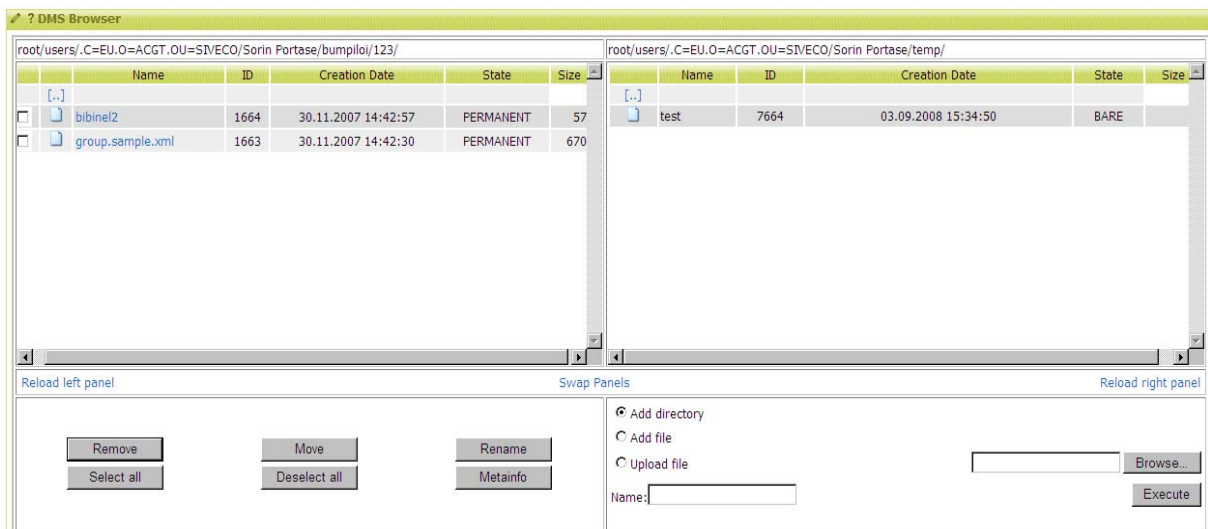 ? DMS Browser
root/users/.C=EU.O=ACGT.OU=SIVECO/Sorin Portase/bumpiloi/123/
Name ID Creation Date State Size
[..]
bibinel2 1664 30.11.2007 14:42:57 PERMANENT 57
group.sample.xml 1663 30.11.2007 14:42:30 PERMANENT 670
root/users/.C=EU.O=ACGT.OU=SIVECO/Sorin Portase/temp/
Name ID Creation Date State Size
[..]
test 7664 03.09.2008 15:34:50 BARE
Reload left panel Swap Panels Reload right panel
Remove Move Rename
Select all Deselect all Metainfo
Add directory
Add file
Upload file Browse...
Name: Execute